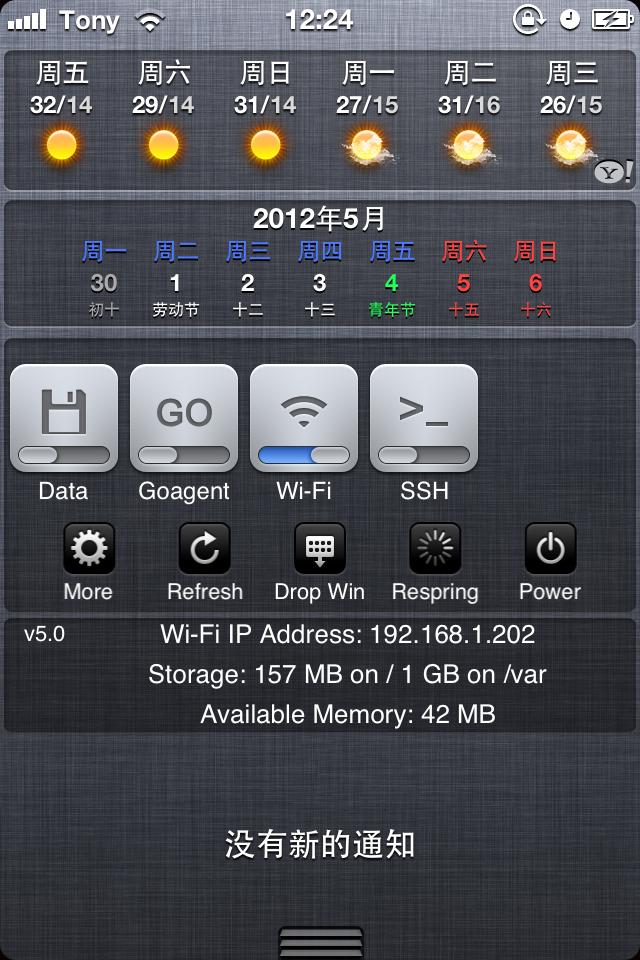 Tony 12:24
周五 周六 周日 周一 周二 周三
32/14 29/14 31/14 27/15 31/16 26/15
Y!
2012年5月
周一 周二 周三 周四 周五 周六 周日
30 1 2 3 4 5 6
初十 劳动节 十二 十三 青年节 十五 十六
GO >_
Data Goagent Wi-Fi SSH
More Refresh Drop Win Respring Power
v5.0 Wi-Fi IP Address: 192.168.1.202
Storage: 157 MB on / 1 GB on /var
Available Memory: 42 MB
没有新的通知